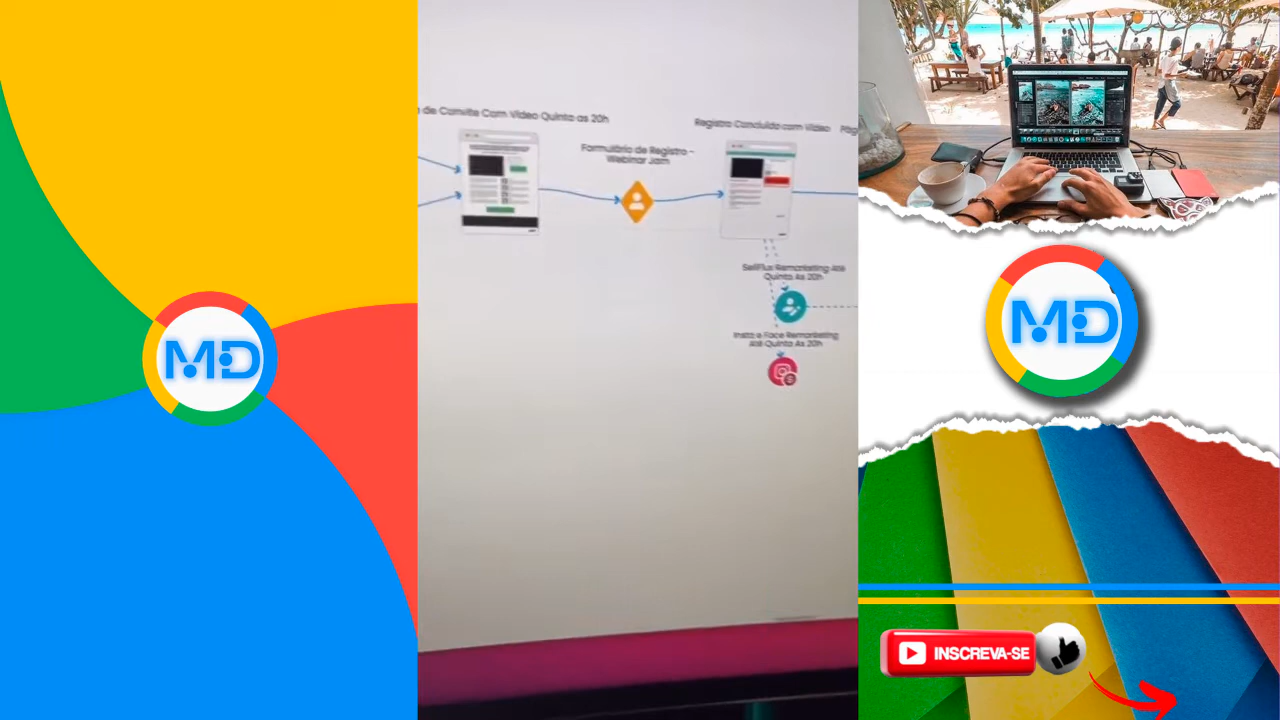 MD
de Convite Com Vídeo Quinta as 20h
Formulário de Registro -
Webinar Jam
Registro Concluído com Vídeo
Sellflux Remarketing Até
Quinta As 20h
Insta e Face Remarketing
Até Quinta As 20h
MD
INSCREVA-SE